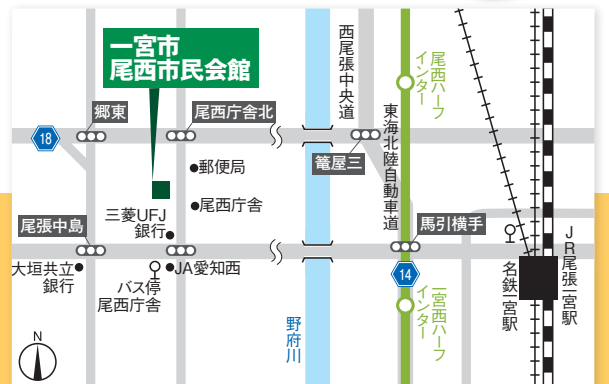 一宮市
尾西市民会館
郷東
尾西庁舎北
18
郵便局
尾西庁舎
三菱UFJ
銀行
尾張中島
大垣共立
銀行
バス停
尾西庁舎
JA愛知西
N
野府川
西尾張中央道
篭屋三
東海北陸自動車道
尾西ハーフ
インター
馬引横手
14
一宮西ハーフ
インター
名鉄一宮駅
JR尾張一宮駅